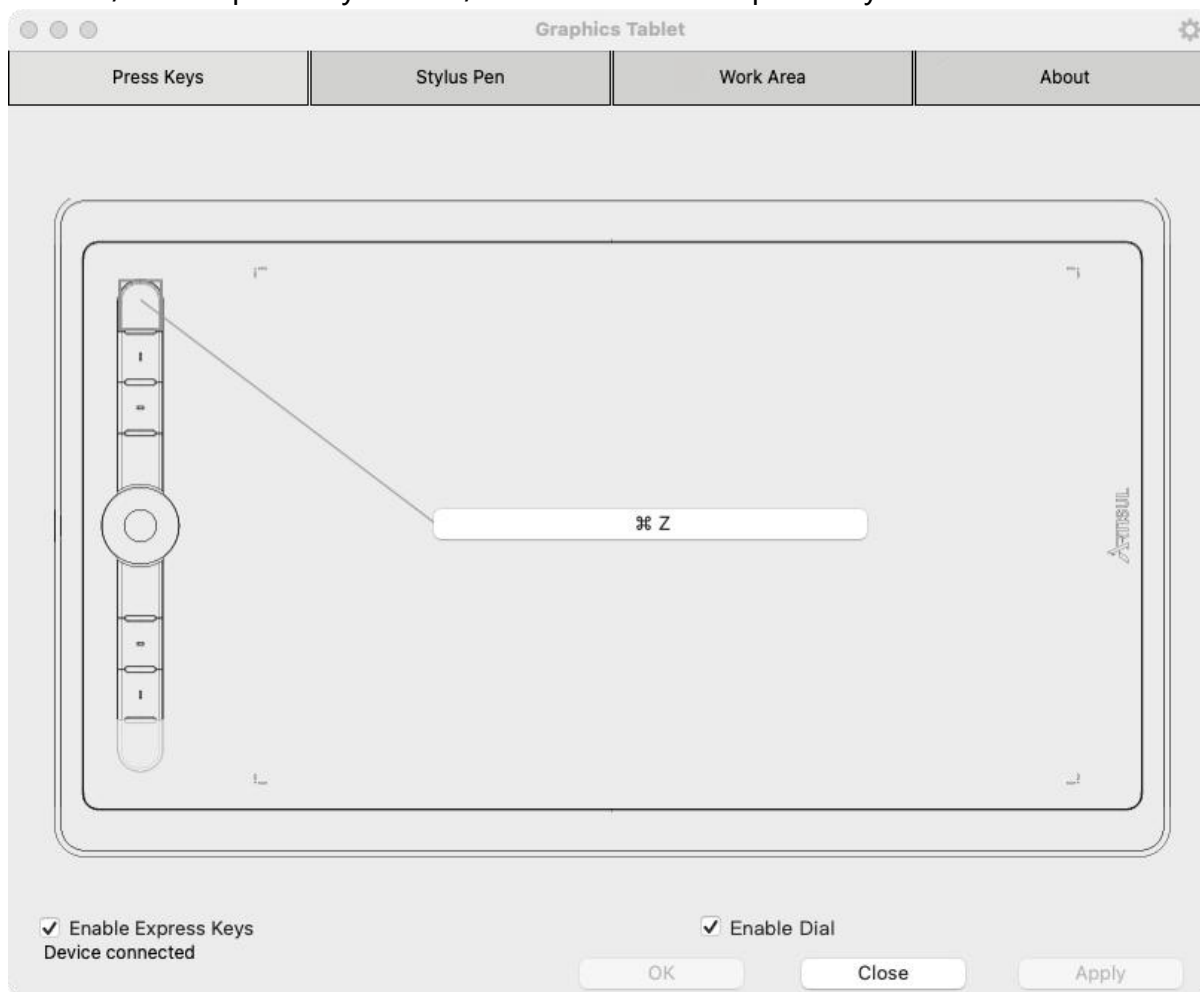 Graphics Tablet
Press Keys
Stylus Pen
Work Area
About
⌘ Z
Artisul
Enable Express Keys
Enable Dial
Device connected
OK
Close
Apply